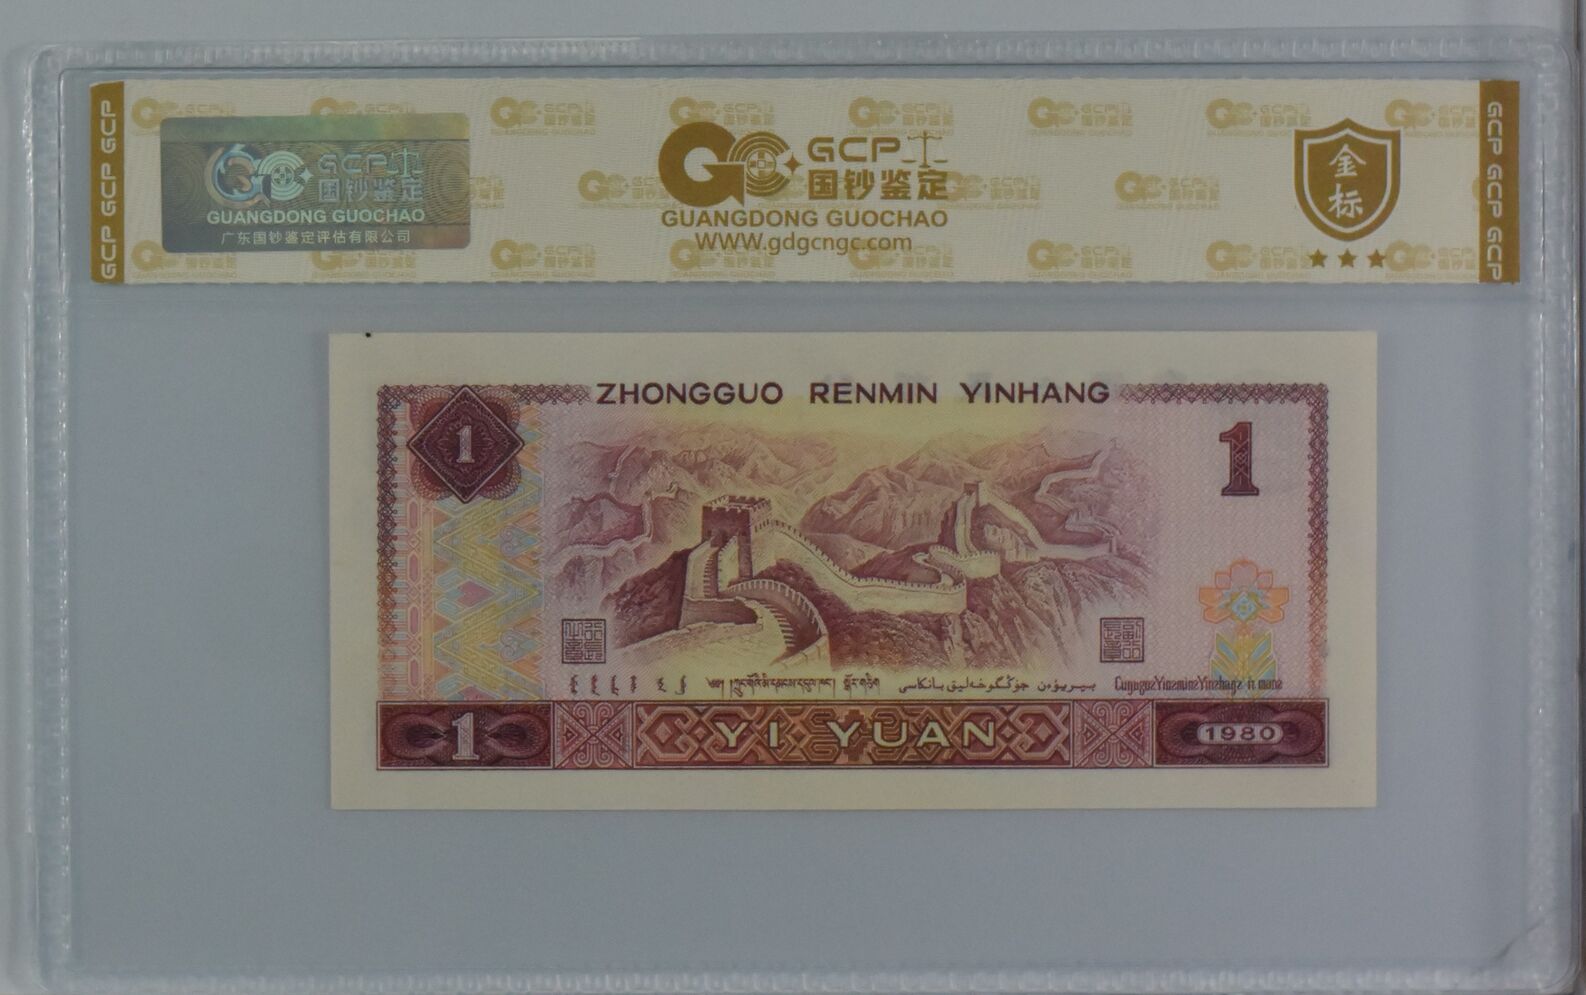 GCP GCP GCP
GCP 国钞鉴定
GUANGDONG GUOCHAO
广东国钞鉴定评估有限公司
GCP
国钞鉴定
GUANGDONG GUOCHAO
WWW.gdgcngc.com
金标
GCP GCP GCP
ZHONGGUO RENMIN YINHANG
1
1
1
YI YUAN
1980